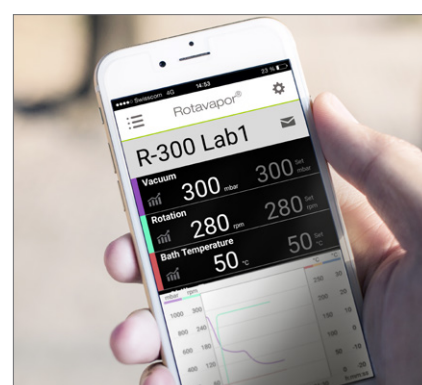 Swisscom 4G 14:53 23 %
Rotavapor®
R-300 Lab1
Vacuum
300 mbar 300 Set mbar
Rotation
280 rpm 280 Set rpm
Bath Temperature
50 °C 50 Set °C
mbar rpm °C °C
1000 300 250 20
800 240 200 10
600 180 150 0
400 120 50 -10
0 -20